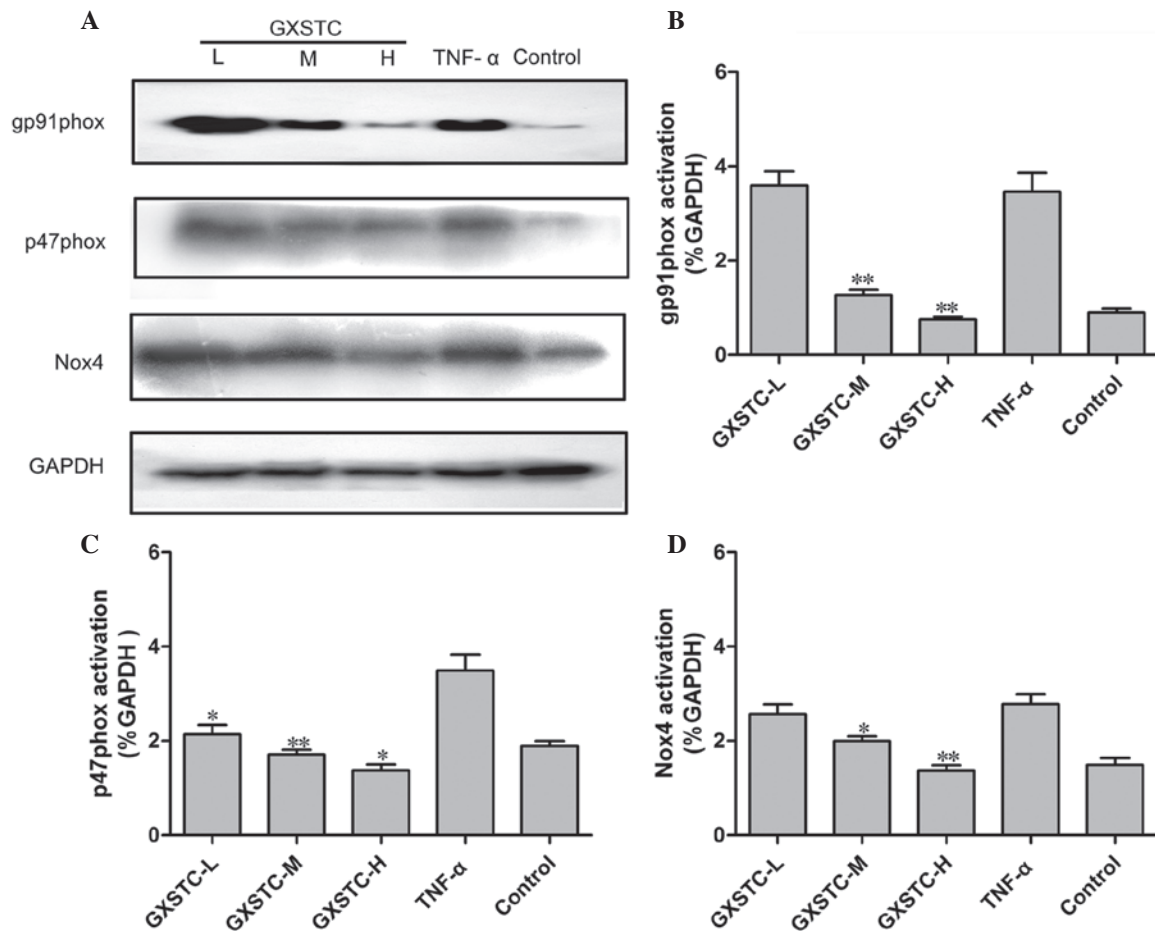 A
GXSTC
L M H TNF- α Control
gp91phox
p47phox
Nox4
GAPDH
B
gp91phox activation
(% GAPDH)
6
4
2
0
**
**
GXSTC-L
GXSTC-M
GXSTC-H
TNF-α
Control
C
p47phox activation
(% GAPDH )
6
4
2
0
*
**
*
GXSTC-L
GXSTC-M
GXSTC-H
TNF-α
Control
D
Nox4 activation
(% GAPDH)
6
4
2
0
*
**
GXSTC-L
GXSTC-M
GXSTC-H
TNF-α
Control